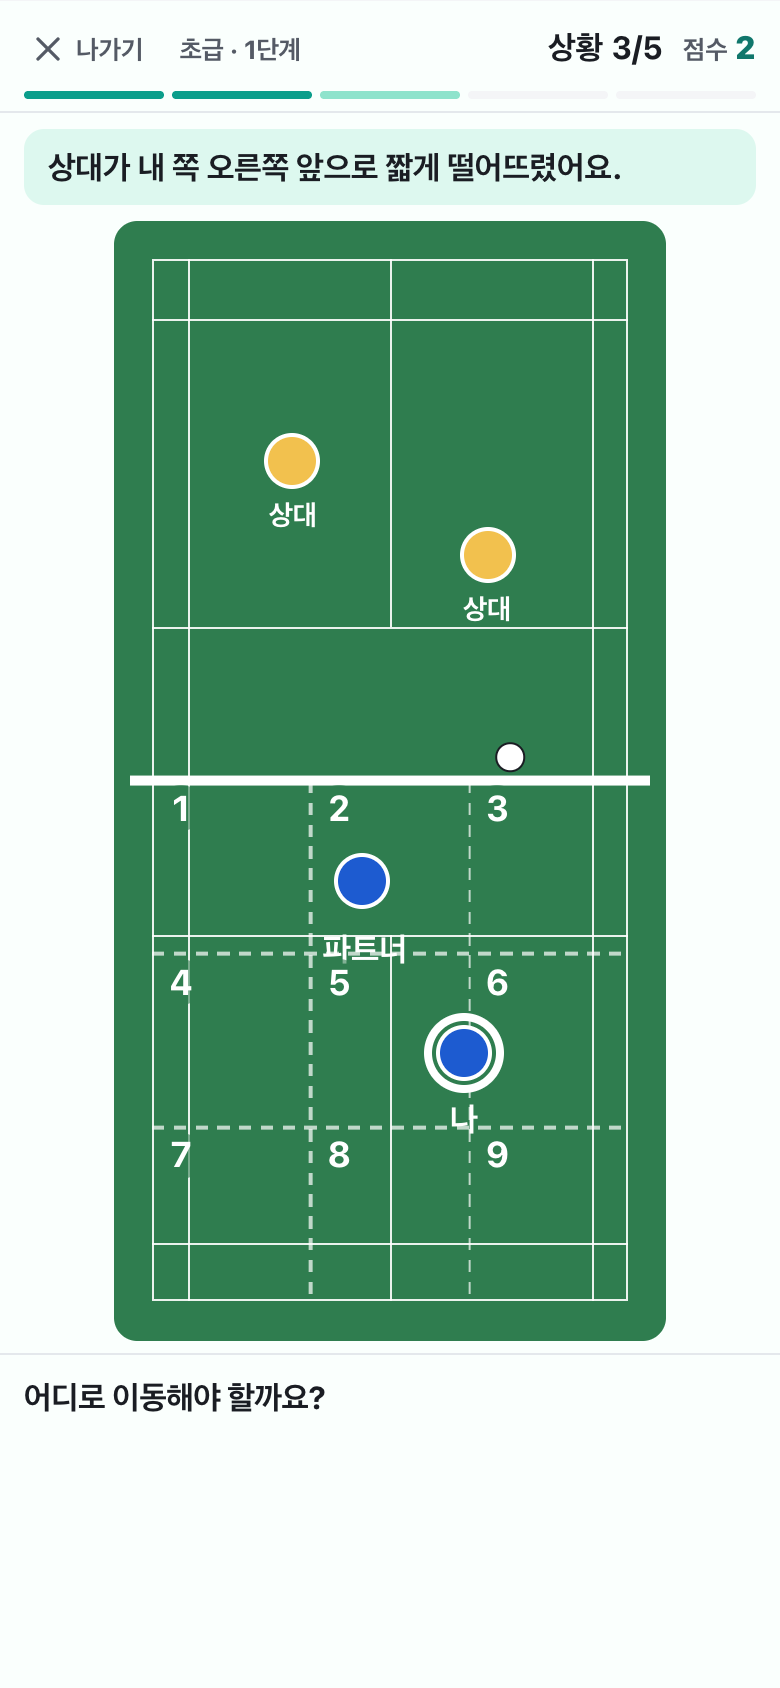 나가기 초급 · 1단계 상황 3/5 점수 2
상대가 내 쪽 오른쪽 앞으로 짧게 떨어뜨렸어요.
상대
상대
1 2 3
파트너
4 5 6
나
7 8 9
어디로 이동해야 할까요?